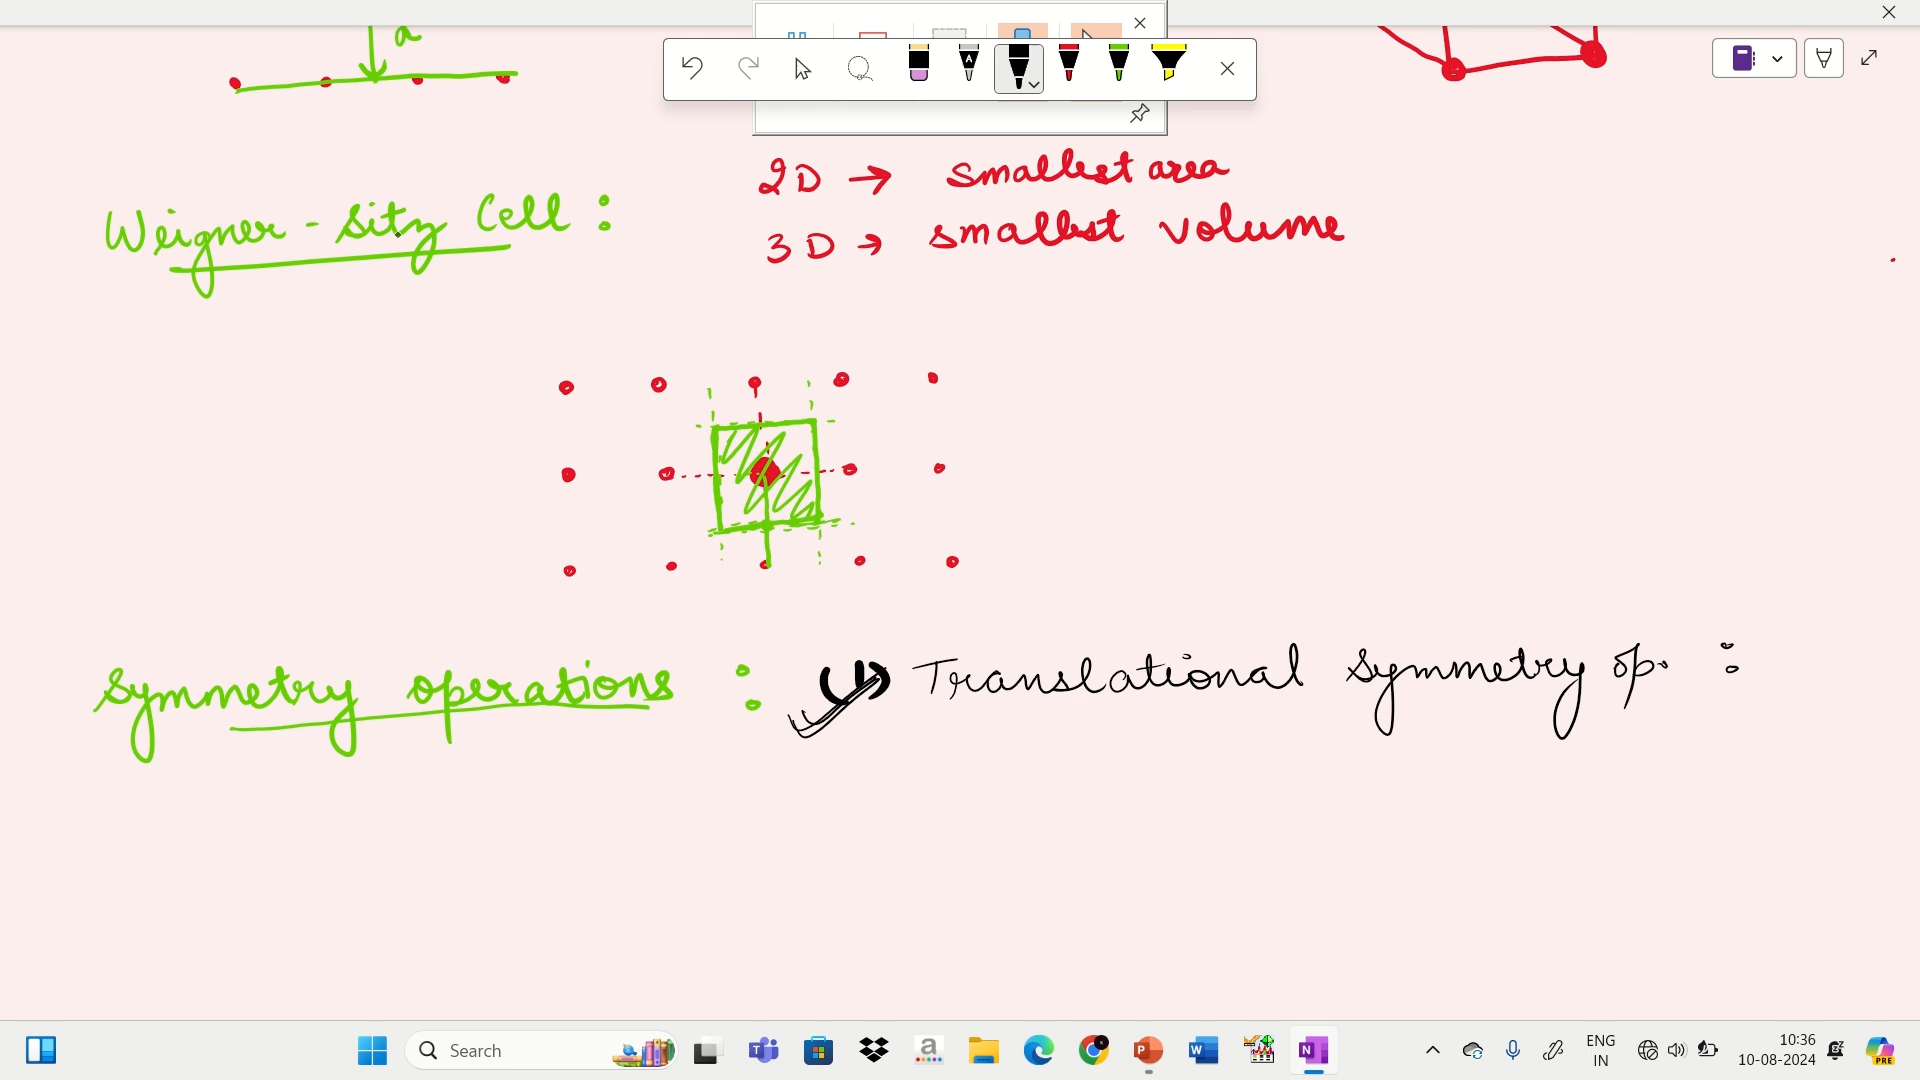 a
2D → smallest area
Weigner - Sitz Cell :
3D → smallest volume
Symmetry operations : (1) Translational Symmetry op. :
Search
ENG
IN
10:36
10-08-2024